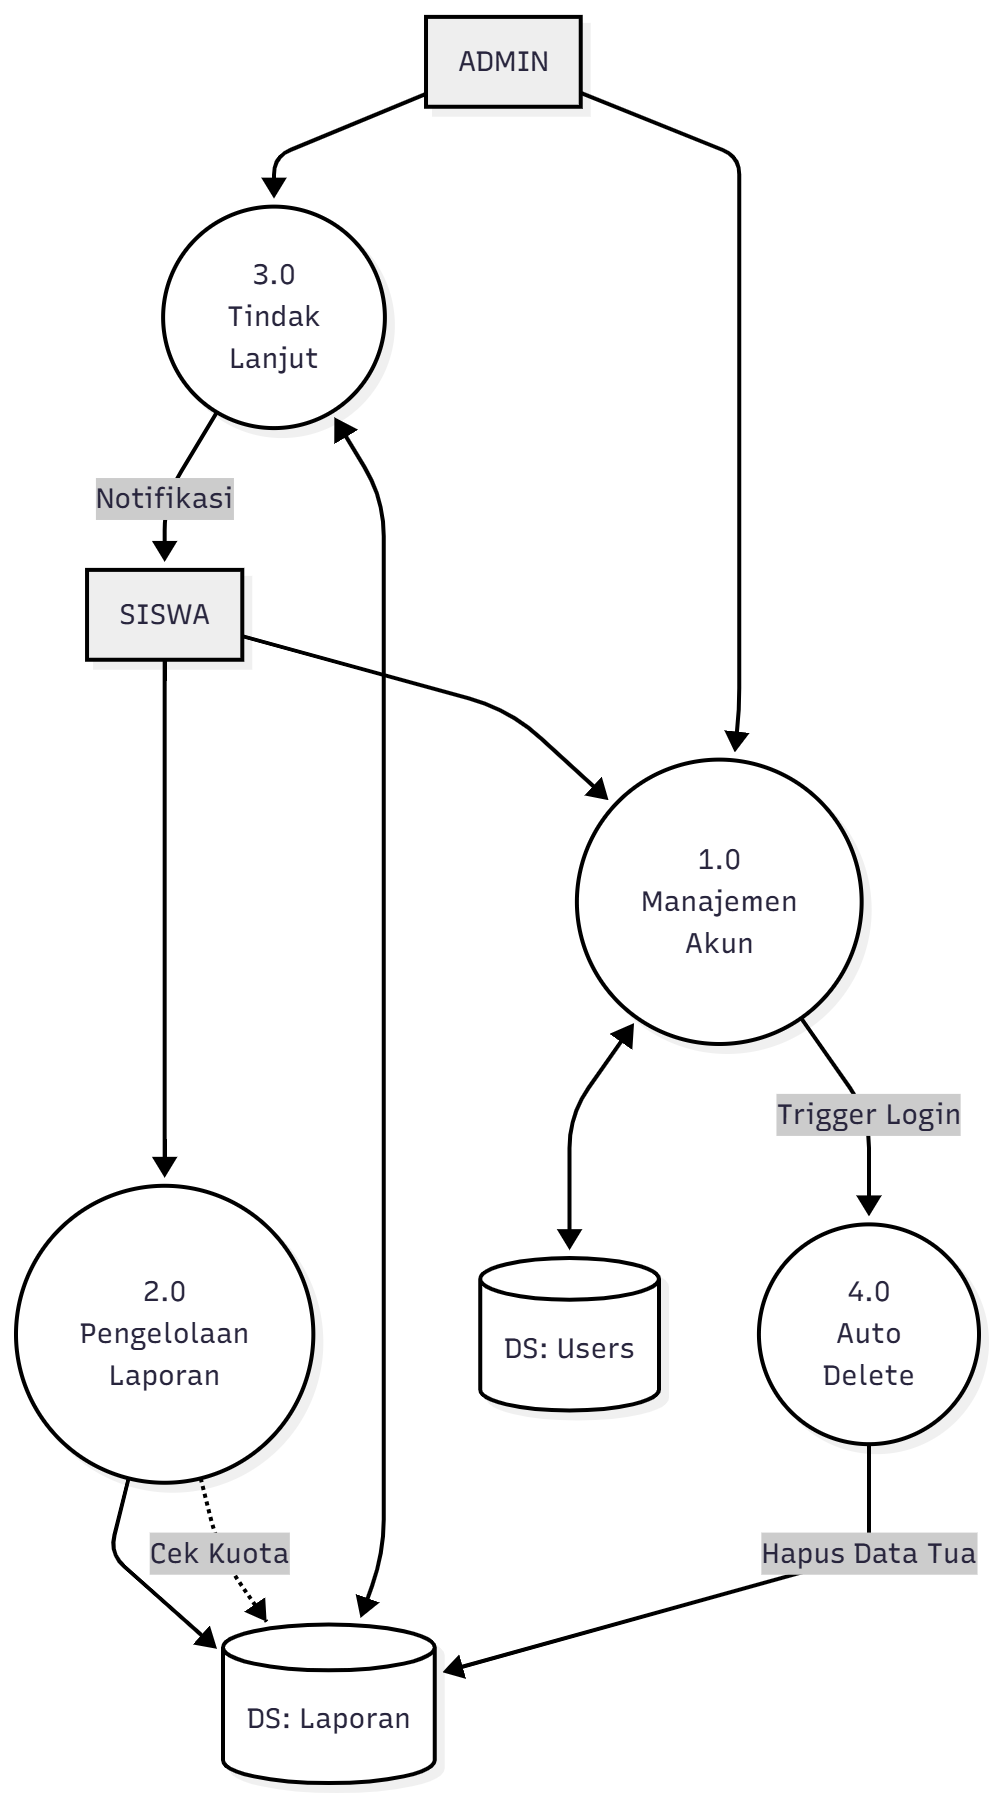 ADMIN
3.0
Tindak
Lanjut
Notifikasi
SISWA
1.0
Manajemen
Akun
Trigger Login
2.0
Pengelolaan
Laporan
DS: Users
4.0
Auto
Delete
Cek Kuota
Hapus Data Tua
DS: Laporan